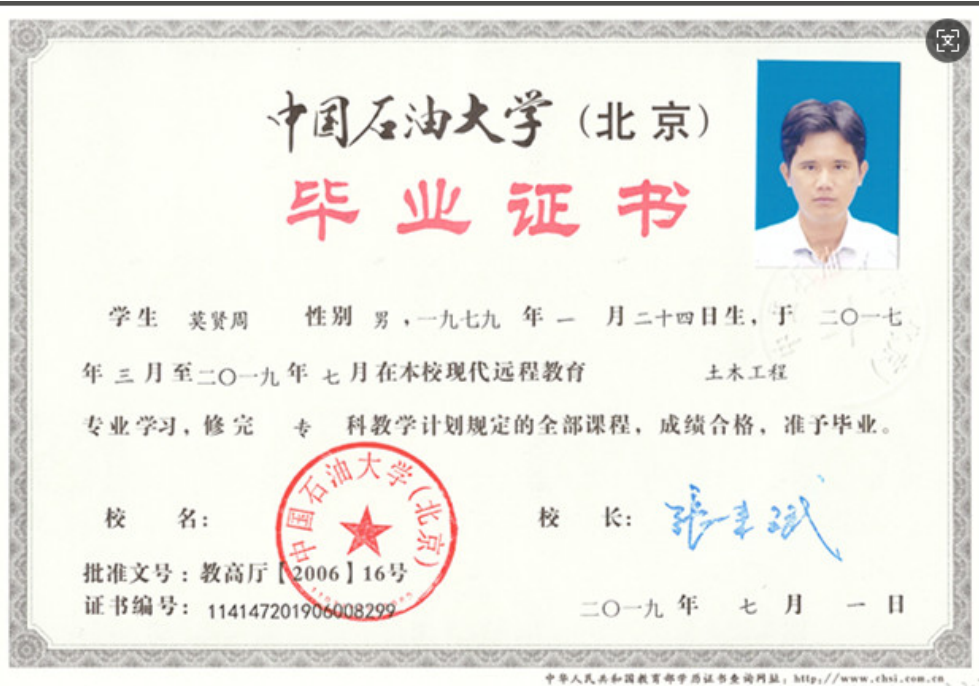 中国石油大学（北京）
毕业证书
学生 莫贤周 性别 男，一九七九 年 一 月二十四日生，于 二〇一七
年 三 月至二〇一九年 七 月在本校现代远程教育 土木工程
专业学习，修完 专 科教学计划规定的全部课程，成绩合格，准予毕业。
中国石油大学（北京）
校 名： 校 长：
批准文号：教高厅【2006】16号
证书编号：114147201906008299 二〇一九 年 七 月 一 日
中华人民共和国教育部学历证书查询网址：http://www.chsi.com.cn